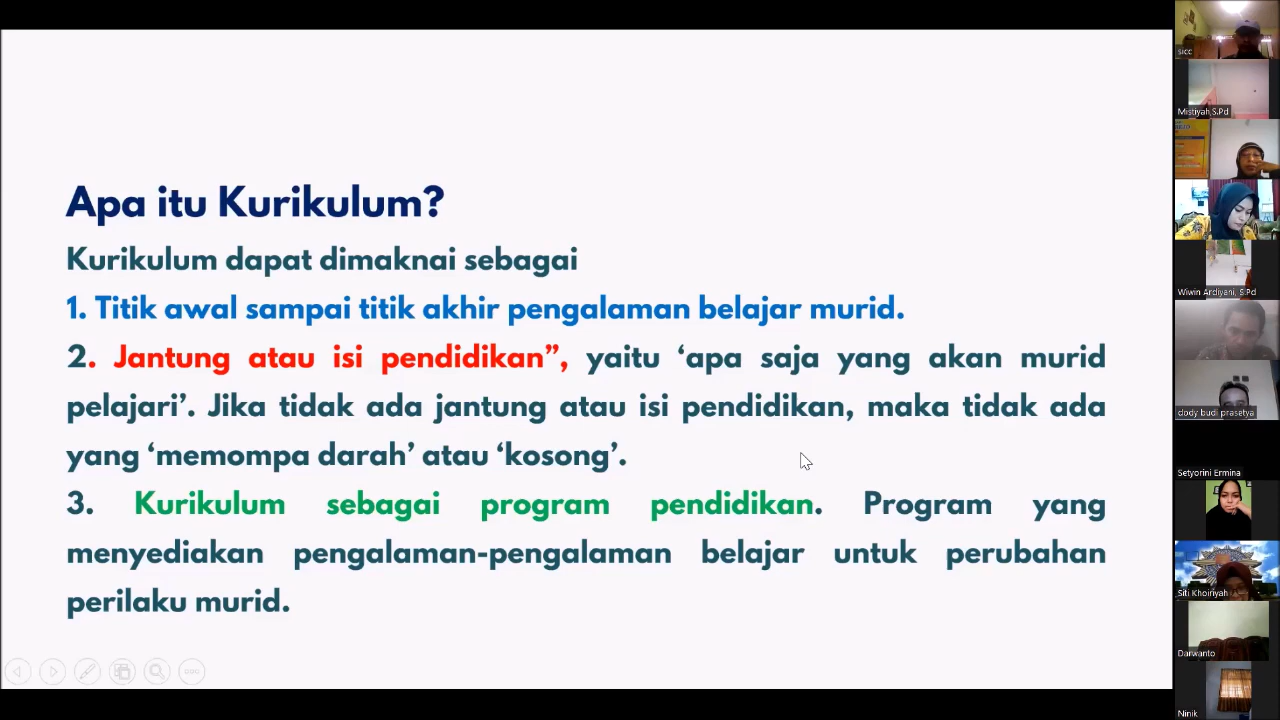 Apa itu Kurikulum?
Kurikulum dapat dimaknai sebagai
1. Titik awal sampai titik akhir pengalaman belajar murid.
2. Jantung atau isi pendidikan”, yaitu ‘apa saja yang akan murid
pelajari’. Jika tidak ada jantung atau isi pendidikan, maka tidak ada
yang ‘memompa darah’ atau ‘kosong’.
3. Kurikulum sebagai program pendidikan. Program yang
menyediakan pengalaman-pengalaman belajar untuk perubahan
perilaku murid.
sicc
Mistiyah,S.Pd
Wiwin Ardiyani, S.Pd
dody budi prasetya
Setyorini Ermina
Siti Khoiriyah
Darwanto
Ninik